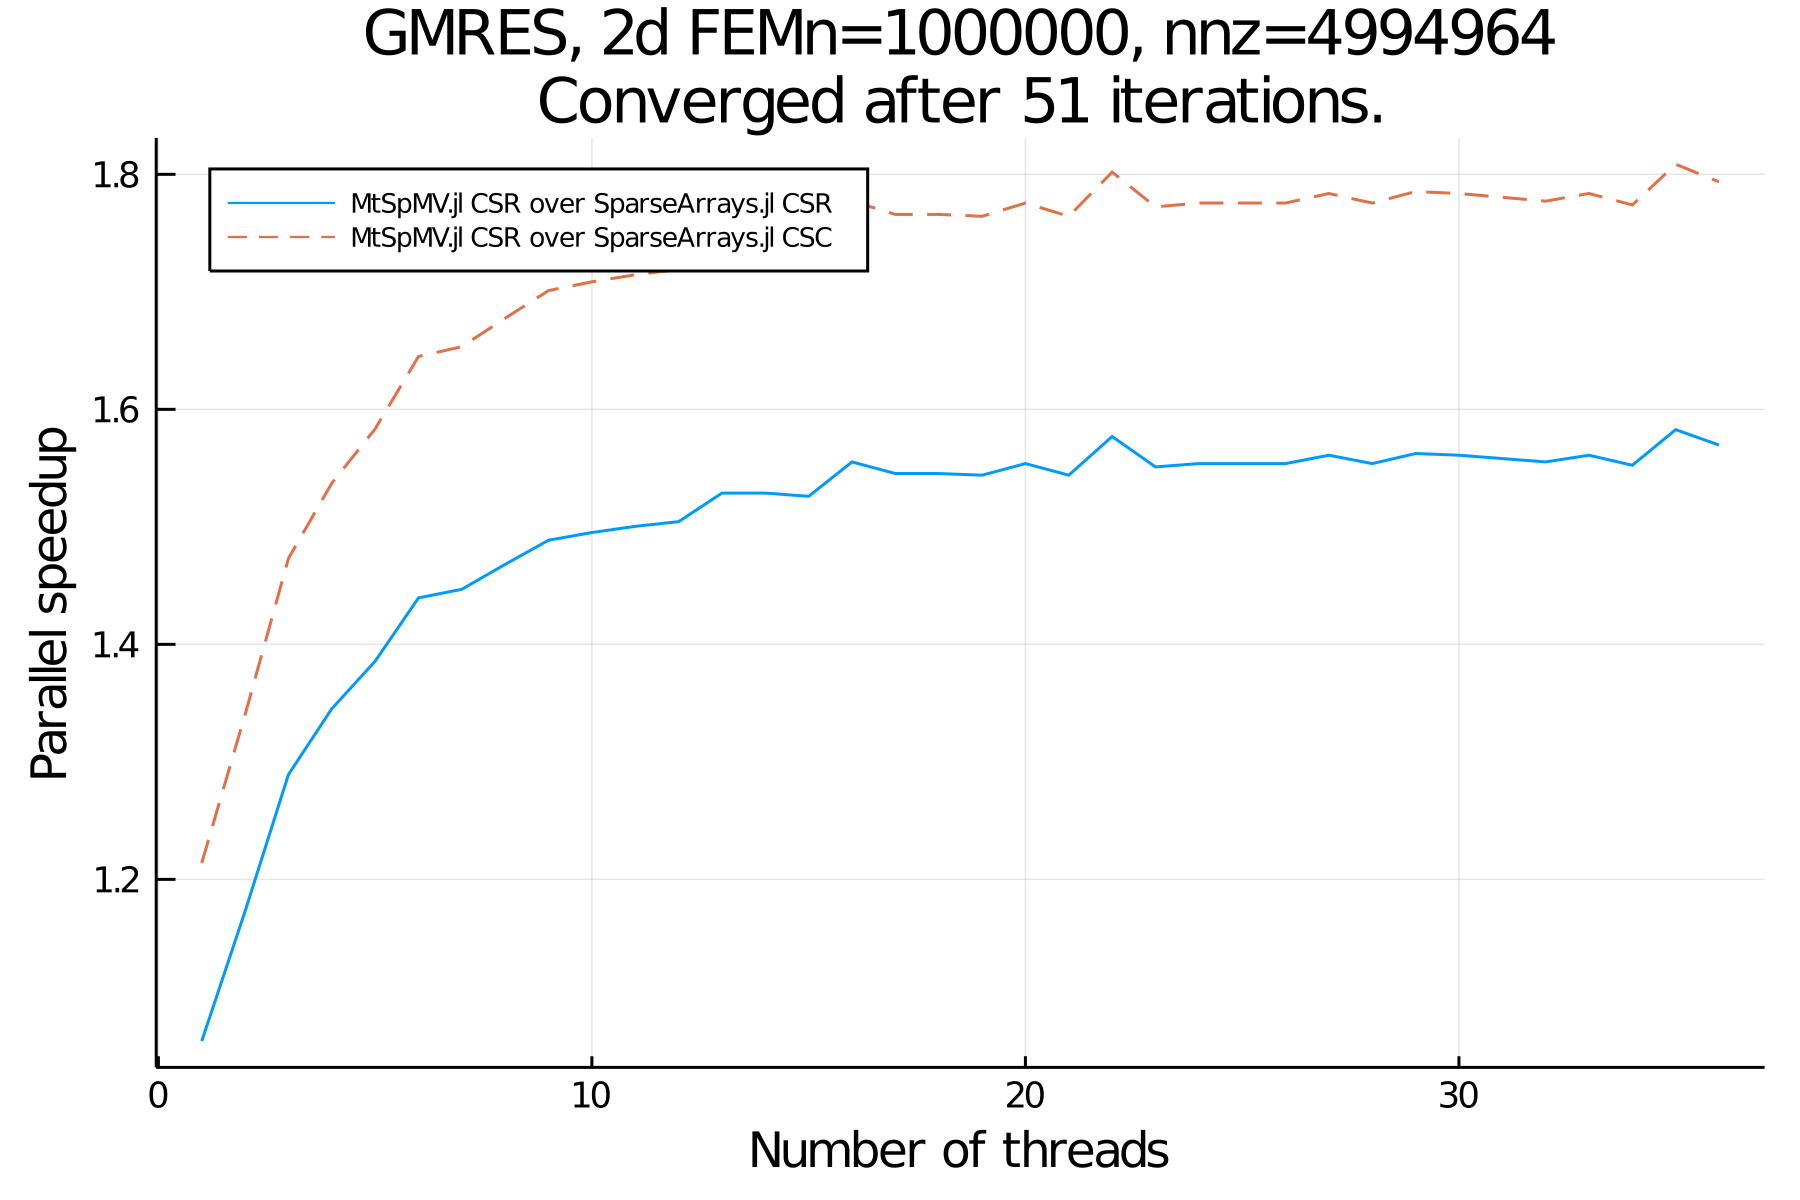 GMRES, 2d FEMn=1000000, nnz=4994964
Converged after 51 iterations.
1.8
1.6
1.4
1.2
MtSpMV.jl CSR over SparseArrays.jl CSR
MtSpMV.jl CSR over SparseArrays.jl CSC
Parallel speedup
0 10 20 30
Number of threads